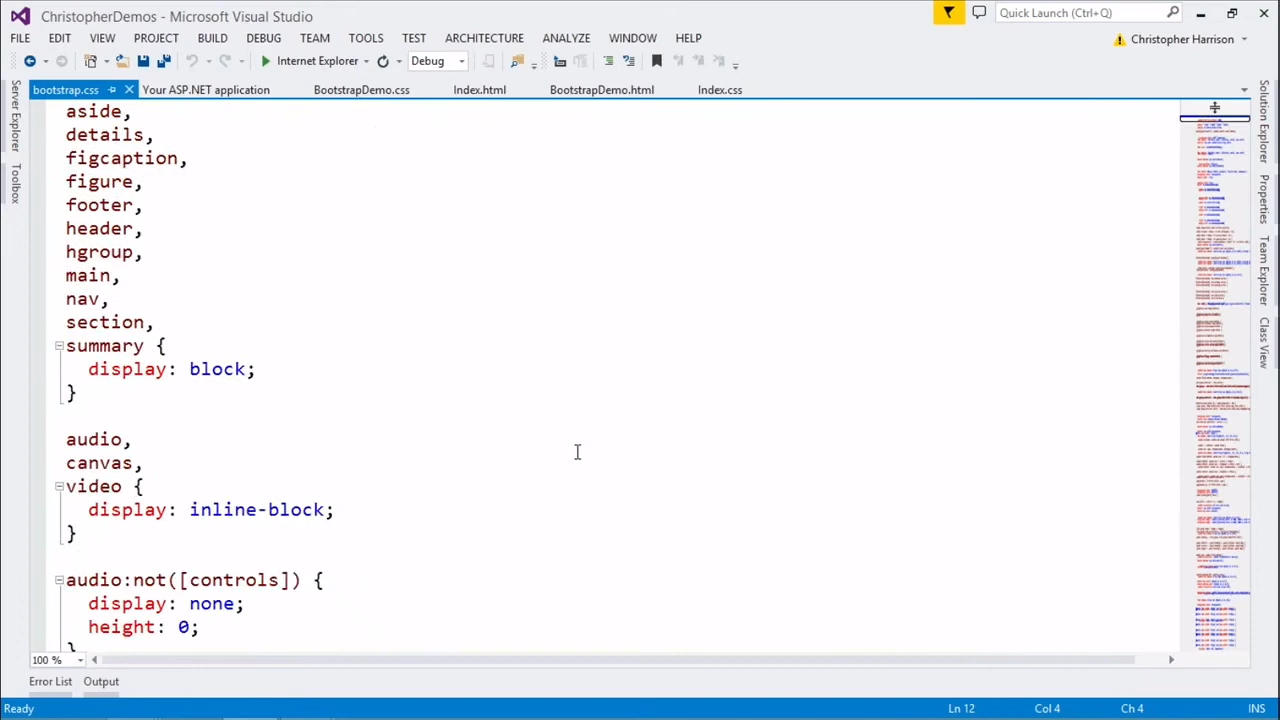 ChristopherDemos - Microsoft Visual Studio
Quick Launch (Ctrl+Q)
FILE EDIT VIEW PROJECT BUILD DEBUG TEAM TOOLS TEST ARCHITECTURE ANALYZE WINDOW HELP
Christopher Harrison
Internet Explorer Debug
bootstrap.css Your ASP.NET application BootstrapDemo.css Index.html BootstrapDemo.html Index.css
Server Explorer
Toolbox
aside,
details,
figcaption,
figure,
footer,
header,
hgroup,
main,
nav,
section,
summary {
display: block;
}
audio,
canvas,
video {
display: inline-block;
}
audio:not([controls]) {
display: none;
height: 0;
}
Solution Explorer
Properties
Team Explorer
Class View
100 %
Error List Output
Ready Ln 12 Col 4 Ch 4 INS